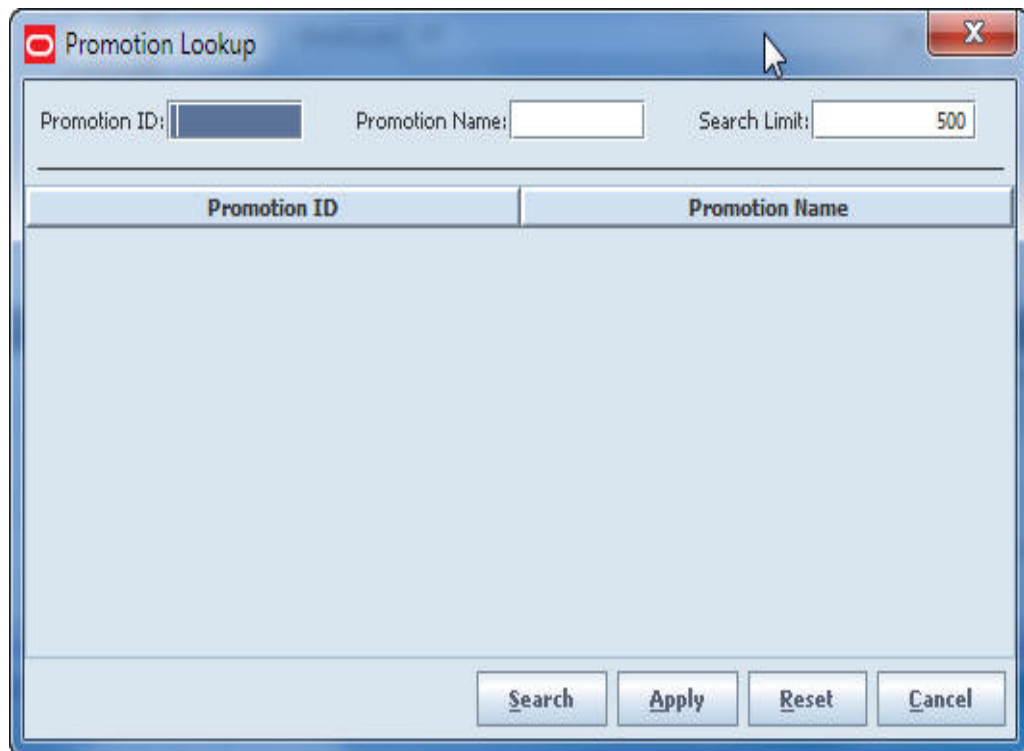 Promotion Lookup
Promotion ID: Promotion Name: Search Limit: 500
Promotion ID Promotion Name
Search Apply Reset Cancel